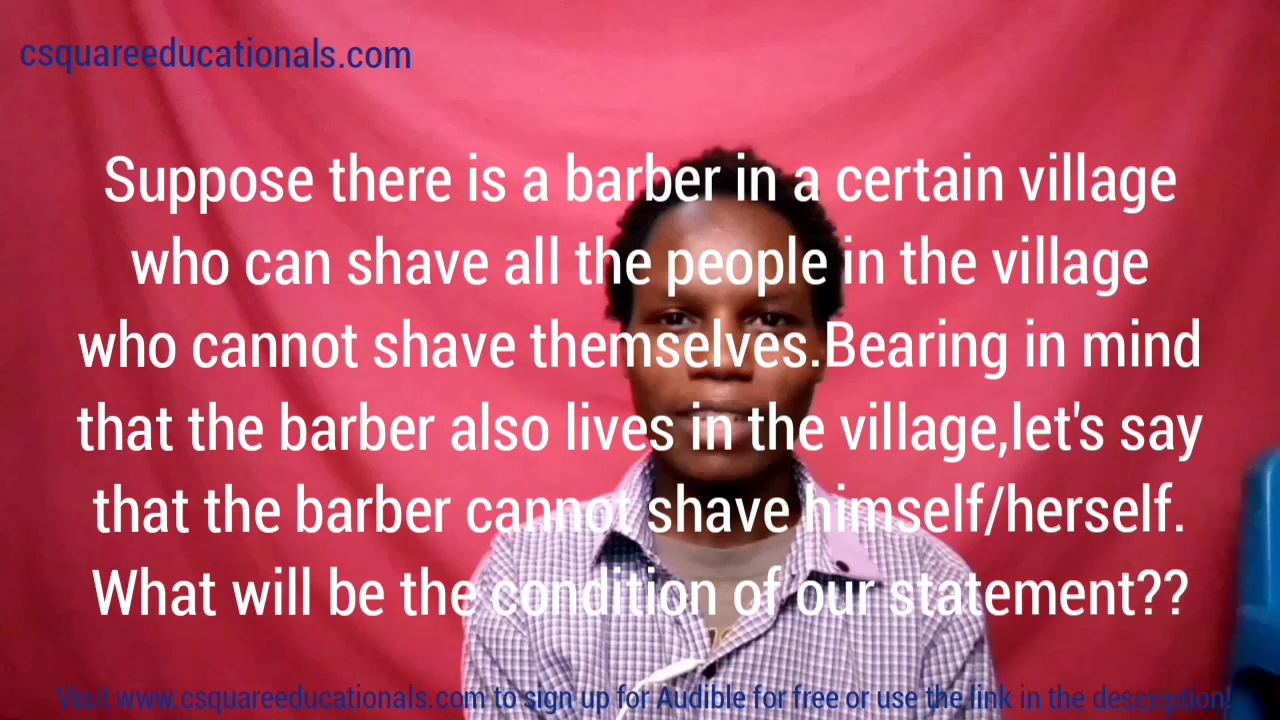 csquareeducationals.com
Suppose there is a barber in a certain village
who can shave all the people in the village
who cannot shave themselves.Bearing in mind
that the barber also lives in the village,let's say
that the barber cannot shave himself/herself.
What will be the condition of our statement??
Visit www.csquareeducationals.com to sign up for Audible for free or use the link in the description!